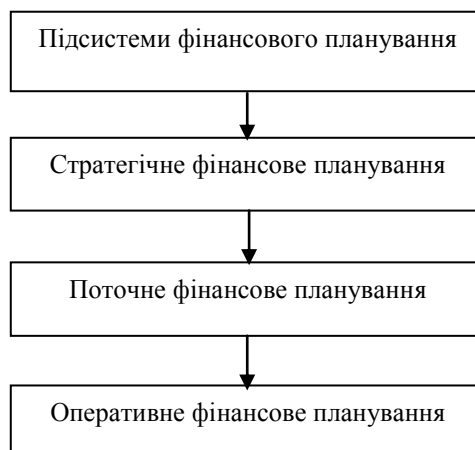 Підсистеми фінансового планування
Стратегічне фінансове планування
Поточне фінансове планування
Оперативне фінансове планування